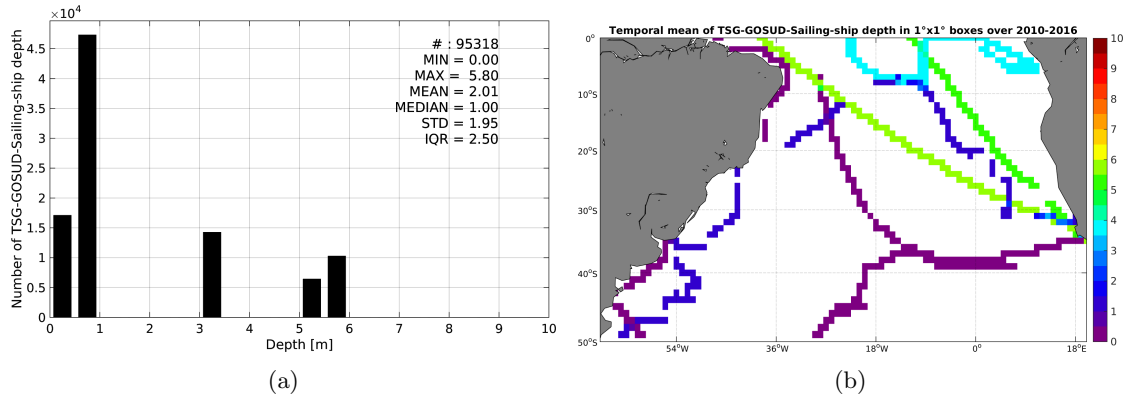 ×10⁴
Number of TSG-GOSUD-Sailing-ship depth
4.5
4
3.5
3
2.5
2
1.5
1
0.5
0
# : 95318
MIN = 0.00
MAX = 5.80
MEAN = 2.01
MEDIAN = 1.00
STD = 1.95
IQR = 2.50
0 1 2 3 4 5 6 7 8 9 10
Depth [m]
(a)
Temporal mean of TSG-GOSUD-Sailing-ship depth in 1°x1° boxes over 2010-2016
0°
10°S
20°S
30°S
40°S
50°S
54°W 36°W 18°W 0° 18°E
10
9
8
7
6
5
4
3
2
1
0
(b)